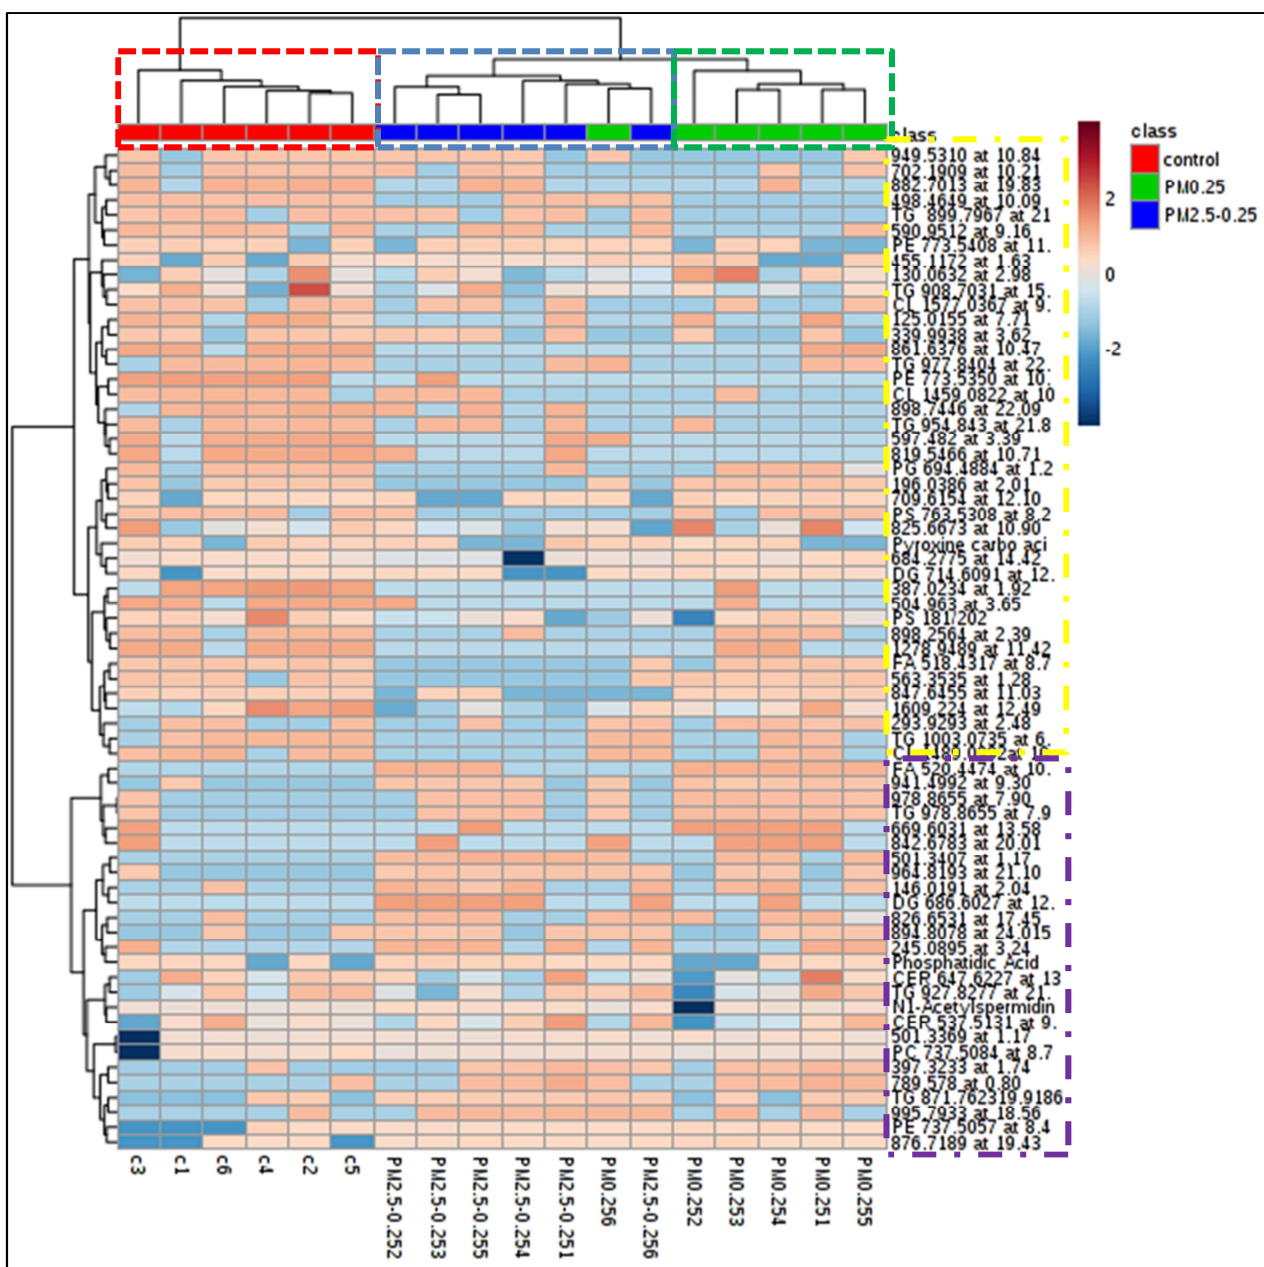 class
949.5310 at 10.84
702.1909 at 10.21
882.7013 at 19.83
498.4649 at 10.09
TG 899.7967 at 21
590.9512 at 9.16
PE 773.5408 at 11.
455.1172 at 1.63
130.0632 at 2.98
TG 908.7031 at 15.
CL 1577.0367 at 9.
125.0155 at 7.71
339.9938 at 3.62
861.6376 at 10.47
TG 977.8404 at 22.
PE 773.5350 at 10.
CL 1459.0822 at 10
898.7446 at 22.09
TG 954.843 at 21.8
597.482 at 3.39
819.5466 at 10.71
PG 694.4884 at 1.2
196.0386 at 2.01
709.6154 at 12.10
PS 763.5308 at 8.2
825.6673 at 10.90
Pyroxine carbo aci
684.2775 at 14.42
DG 714.6091 at 12.
387.0234 at 1.92
504.963 at 3.65
PS 181/202
898.2564 at 2.39
1278.9489 at 11.42
FA 518.4317 at 8.7
563.3535 at 1.28
847.6455 at 11.03
1609.224 at 12.49
293.9293 at 2.48
TG 1003.0735 at 6.
FA 520.4474 at 10.
941.4992 at 9.30
978.8655 at 7.90
TG 978.8655 at 7.9
669.6031 at 13.58
842.6783 at 20.01
501.3407 at 1.17
964.8193 at 21.10
146.0191 at 2.04
DG 686.6027 at 12.
826.6531 at 17.45
894.8078 at 24.015
245.0895 at 3.24
Phosphatidic Acid
CER 647.6227 at 13
TG 927.8277 at 21.
N1-Acetylspermidin
CER 537.5131 at 9.
501.3369 at 1.17
PC 737.5084 at 8.7
397.3233 at 1.74
789.578 at 0.80
TG 871.762319.9186
995.7933 at 18.56
PE 737.5057 at 8.4
876.7189 at 19.43
2
0
-2
class
control
PM0.25
PM2.5-0.25
c3
c1
c6
c4
c2
c5
PM2.5-0.252
PM2.5-0.253
PM2.5-0.255
PM2.5-0.254
PM2.5-0.251
PM0.256
PM2.5-0.256
PM0.252
PM0.253
PM0.254
PM0.251
PM0.255